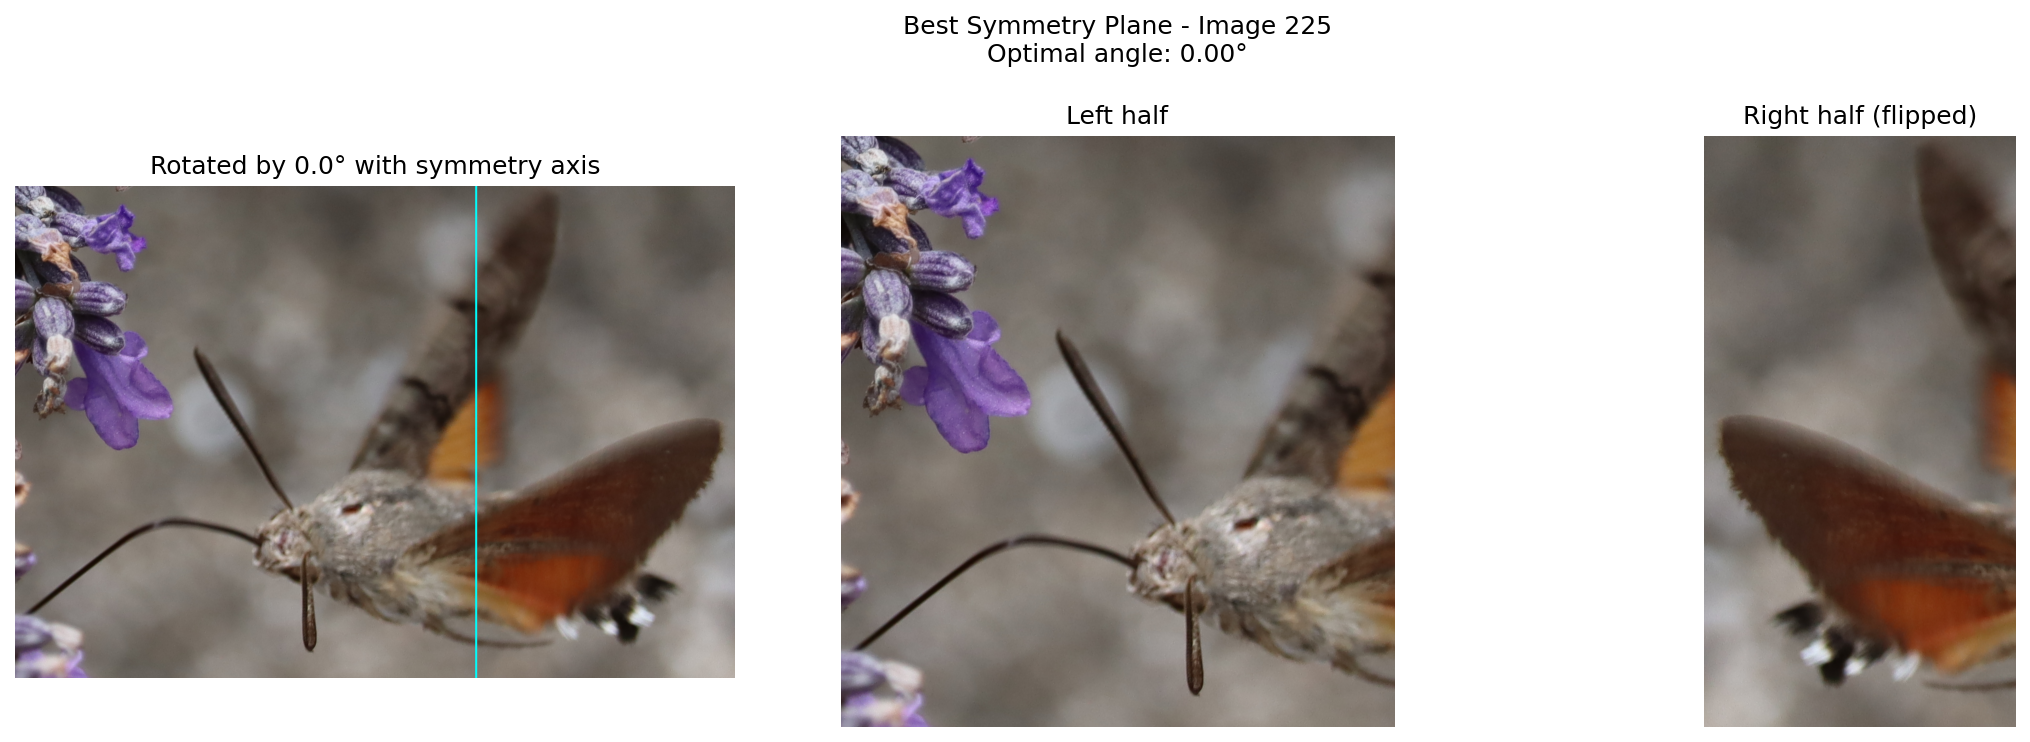 Best Symmetry Plane - Image 225
Optimal angle: 0.00°
Rotated by 0.0° with symmetry axis
Left half
Right half (flipped)